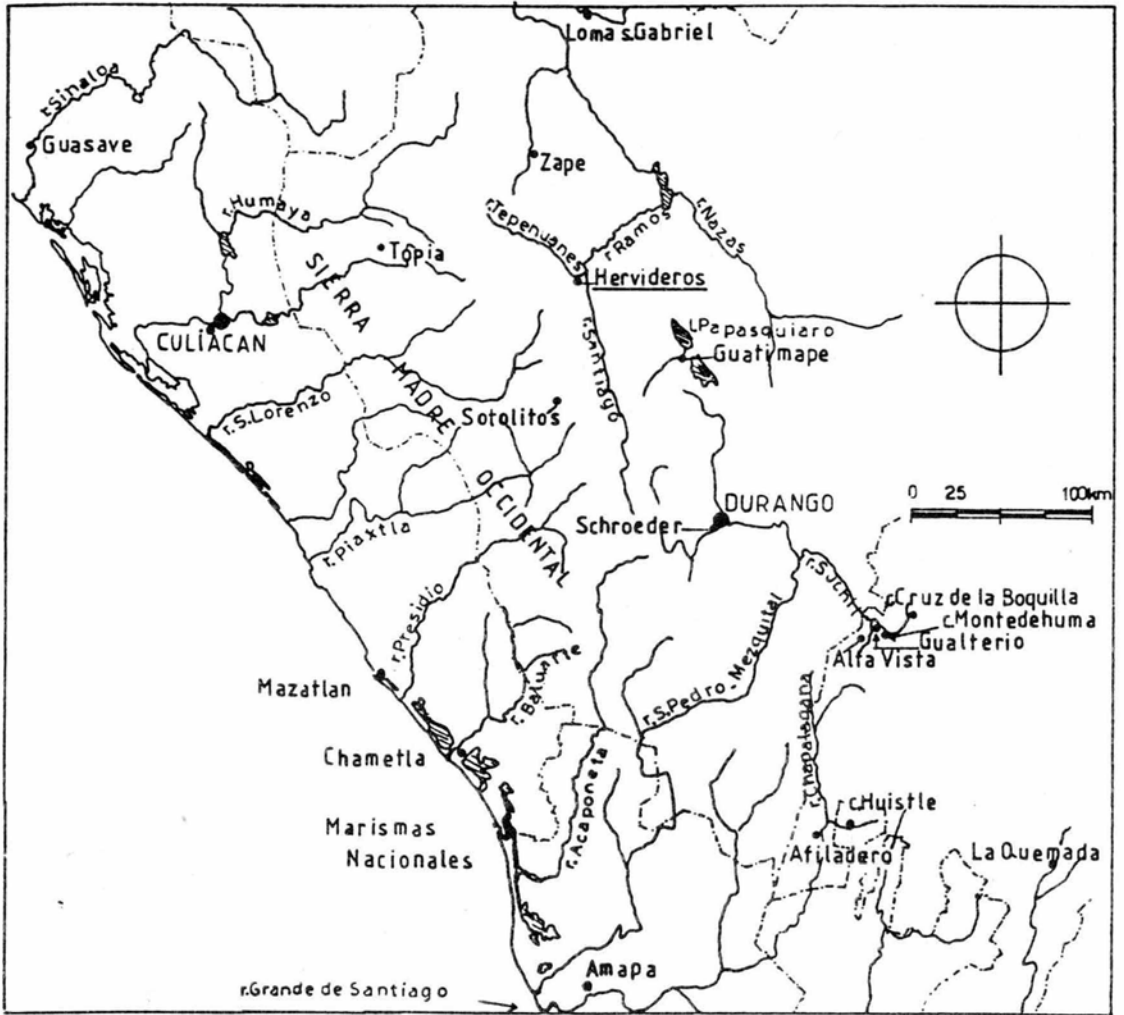 Lomas Gabriel
r.Sinaloa
Guasave
Zape
r.Humaya
r.Tepehuanes
r.Ramos
r.Nazas
Topia
Hervideros
SIERRA
MADRE
OCCIDENTAL
CULIACAN
r.Santiago
l.Papasquiaro
Guatimape
r.S.Lorenzo
Sotolitos
0 25 100km
DURANGO
Schroeder
r.Piaxtla
r.Presidio
r.S.Juan
c.Cruz de la Boquilla
c.Montedehuma
Gualterio
Alta Vista
Mazatlan
r.Baluarte
r.S.Pedro-Mezquital
r.Chapalagana
Chametla
c.Huistle
Marismas
Nacionales
r.Acaponeta
Afiladero
La Quemada
Amapa
r.Grande de Santiago